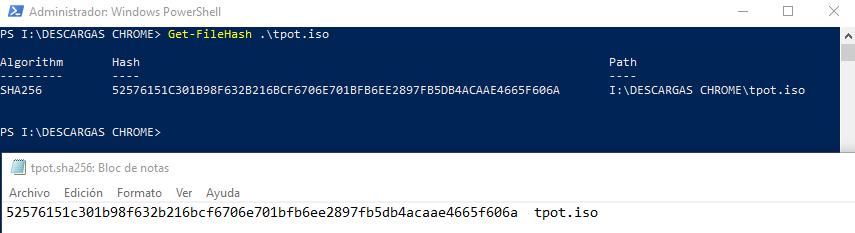 Administrador: Windows PowerShell
PS I:\DESCARGAS CHROME> Get-FileHash .\tpot.iso
Algorithm Hash Path
--------- ---- ----
SHA256 52576151C301B98F632B216BCF6706E701BFB6EE2897FB5DB4ACAAE4665F606A I:\DESCARGAS CHROME\tpot.iso
PS I:\DESCARGAS CHROME>
tpot.sha256: Bloc de notas
Archivo Edición Formato Ver Ayuda
52576151c301b98f632b216bcf6706e701bfb6ee2897fb5db4acaae4665f606a tpot.iso